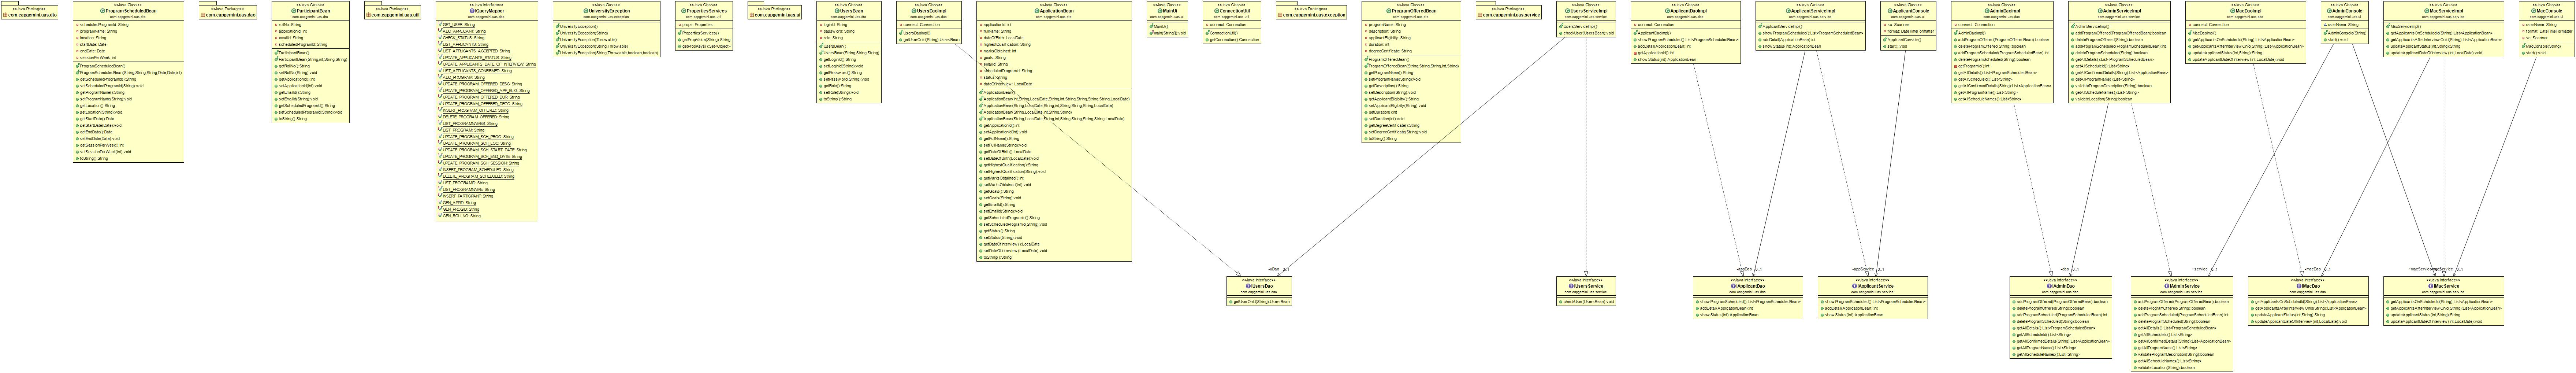 <<Java Package>>
com.capgemini.uas.dto
<<Java Class>>
ProgramScheduledBean
com.capgemini.uas.dto
scheduledProgramId: String
programName: String
location: String
startDate: Date
endDate: Date
sessionPerWeek: int
ProgramScheduledBean()
ProgramScheduledBean(String,String,String,Date,Date,int)
getScheduledProgramId():String
setScheduledProgramId(String):void
getProgramName():String
setProgramName(String):void
getLocation():String
setLocation(String):void
getStartDate():Date
setStartDate(Date):void
getEndDate():Date
setEndDate(Date):void
getSessionPerWeek():int
setSessionPerWeek(int):void
toString():String
<<Java Package>>
com.capgemini.uas.dao
<<Java Class>>
ParticipantBean
com.capgemini.uas.dto
rollNo: String
applicationId: int
emailId: String
scheduledProgramId: String
ParticipantBean()
ParticipantBean(String,int,String,String)
getRollNo():String
setRollNo(String):void
getApplicationId():int
setApplicationId(int):void
getEmailId():String
setEmailId(String):void
getScheduledProgramId():String
setScheduledProgramId(String):void
toString():String
<<Java Package>>
com.capgemini.uas.util
<<Java Interface>>
IQueryMapper
com.capgemini.uas.dao
GET_USER: String
ADD_APPLICANT: String
CHECK_STATUS: String
LIST_APPLICANTS: String
LIST_APPLICANTS_ACCEPTED: String
UPDATE_APPLICANTS_STATUS: String
UPDATE_APPLICANTS_DATE_OF_INTERVIEW: String
LIST_APPLICANTS_CONFIRMED: String
ADD_PROGRAM: String
UPDATE_PROGRAM_OFFERED_DESC: String
UPDATE_PROGRAM_OFFERED_APP_ELIG: String
UPDATE_PROGRAM_OFFERED_DUR: String
UPDATE_PROGRAM_OFFERED_DEGC: String
INSERT_PROGRAM_OFFERED: String
DELETE_PROGRAM_OFFERED: String
LIST_PROGRAMNAMES: String
LIST_PROGRAM: String
UPDATE_PROGRAM_SCH_PROG: String
UPDATE_PROGRAM_SCH_LOC: String
UPDATE_PROGRAM_SCH_START_DATE: String
UPDATE_PROGRAM_SCH_END_DATE: String
UPDATE_PROGRAM_SCH_SESSION: String
INSERT_PROGRAM_SCHEDULED: String
DELETE_PROGRAM_SCHEDULED: String
LIST_PROGRAMID: String
LIST_PROGRAMNAME: String
INSERT_PARTICIPANT: String
GEN_APPID: String
GEN_PROGID: String
GEN_ROLLNO: String
<<Java Class>>
UniversityException
com.capgemini.uas.exception
UniversityException()
UniversityException(String)
UniversityException(Throwable)
UniversityException(String,Throwable)
UniversityException(String,Throwable,boolean,boolean)
<<Java Class>>
PropertiesServices
com.capgemini.uas.util
props: Properties
PropertiesServices()
getPropValue(String):String
getPropKeys():Set<Object>
<<Java Package>>
com.capgemini.uas.ui
<<Java Class>>
UsersBean
com.capgemini.uas.dto
loginId: String
password: String
role: String
UsersBean()
UsersBean(String,String,String)
getLoginId():String
setLoginId(String):void
getPassword():String
setPassword(String):void
getRole():String
setRole(String):void
toString():String
<<Java Class>>
UsersDaoImpl
com.capgemini.uas.dao
connect: Connection
UsersDaoImpl()
getUserOnId(String):UsersBean
<<Java Class>>
ApplicationBean
com.capgemini.uas.dto
applicationId: int
fullName: String
dateOfBirth: LocalDate
highestQualification: String
marksObtained: int
goals: String
emailId: String
scheduledProgramId: String
status: String
dateOfInterview: LocalDate
ApplicationBean()
ApplicationBean(int,String,LocalDate,String,int,String,String,String,String,LocalDate)
ApplicationBean(String,LocalDate,String,int,String,String,String,LocalDate)
ApplicationBean(String,LocalDate,String,int,String,String)
ApplicationBean(String,LocalDate,String,int,String,String,String,String,LocalDate)
getApplicationId():int
setApplicationId(int):void
getFullName():String
setFullName(String):void
getDateOfBirth():LocalDate
setDateOfBirth(LocalDate):void
getHighestQualification():String
setHighestQualification(String):void
getMarksObtained():int
setMarksObtained(int):void
getGoals():String
setGoals(String):void
getEmailId():String
setEmailId(String):void
getScheduledProgramId():String
setScheduledProgramId(String):void
getStatus():String
setStatus(String):void
getDateOfInterview():LocalDate
setDateOfInterview(LocalDate):void
toString():String
<<Java Class>>
MainUI
com.capgemini.uas.ui
MainUI()
main(String[]):void
<<Java Class>>
ConnectionUtil
com.capgemini.uas.util
ConnectionUtil()
getConnection():Connection
<<Java Package>>
com.capgemini.uas.exception
<<Java Class>>
ProgramOfferedBean
com.capgemini.uas.dto
programName: String
description: String
applicantEligibility: String
duration: int
degreeCertificate: String
ProgramOfferedBean()
ProgramOfferedBean(String,String,String,int,String)
getProgramName():String
setProgramName(String):void
getDescription():String
setDescription(String):void
getApplicantEligibility():String
setApplicantEligibility(String):void
getDuration():int
setDuration(int):void
getDegreeCertificate():String
setDegreeCertificate(String):void
toString():String
<<Java Package>>
com.capgemini.uas.service
<<Java Class>>
UsersServiceImpl
com.capgemini.uas.service
UsersServiceImpl()
checkUser(UsersBean):void
<<Java Class>>
ApplicantDaoImpl
com.capgemini.uas.dao
connect: Connection
ApplicantDaoImpl()
showProgramScheduled():List<ProgramScheduledBean>
addDetails(ApplicationBean):int
getApplicationId():int
showStatus(int):ApplicationBean
<<Java Class>>
ApplicantServiceImpl
com.capgemini.uas.service
ApplicantServiceImpl()
showProgramScheduled():List<ProgramScheduledBean>
addDetails(ApplicationBean):int
showStatus(int):ApplicationBean
<<Java Class>>
ApplicantConsole
com.capgemini.uas.ui
sc: Scanner
format: DateTimeFormatter
ApplicantConsole()
start():void
<<Java Class>>
AdminDaoImpl
com.capgemini.uas.dao
connect: Connection
AdminDaoImpl()
addProgramOffered(ProgramOfferedBean):boolean
deleteProgramOffered(String):boolean
addProgramScheduled(ProgramScheduledBean):int
getProgramId():int
getAllDetails():List<ProgramScheduledBean>
getAllScheduledId():List<String>
getAllConfirmedDetails(String):List<ApplicationBean>
getAllProgramName():List<String>
getAllScheduleNames():List<String>
<<Java Class>>
AdminServiceImpl
com.capgemini.uas.service
AdminServiceImpl()
addProgramOffered(ProgramOfferedBean):boolean
deleteProgramOffered(String):boolean
addProgramScheduled(ProgramScheduledBean):int
deleteProgramScheduled(String):boolean
getAllDetails():List<ProgramScheduledBean>
getAllScheduledId():List<String>
getAllConfirmedDetails(String):List<ApplicationBean>
getAllProgramName():List<String>
validateProgramDescription(String):boolean
getAllScheduleNames():List<String>
validateLocation(String):boolean
<<Java Class>>
MacDaoImpl
com.capgemini.uas.dao
connect: Connection
MacDaoImpl()
getApplicantsOnScheduledId(String):List<ApplicationBean>
getApplicantsAfterInterviewOnId(String):List<ApplicationBean>
updateApplicantStatus(int,String):String
updateApplicantDateOfInterview(int,LocalDate):void
<<Java Class>>
AdminConsole
com.capgemini.uas.ui
userName: String
AdminConsole(String)
start():void
<<Java Class>>
MacServiceImpl
com.capgemini.uas.service
MacServiceImpl()
getApplicantsOnScheduledId(String):List<ApplicationBean>
getApplicantsAfterInterviewOnId(String):List<ApplicationBean>
updateApplicantStatus(int,String):String
updateApplicantDateOfInterview(int,LocalDate):void
<<Java Class>>
MacConsole
com.capgemini.uas.ui
userName: String
format: DateTimeFormatter
sc: Scanner
MacConsole(String)
start():void
-uDao 0..1
<<Java Interface>>
IUsersDao
com.capgemini.uas.dao
getUserOnId(String):UsersBean
<<Java Interface>>
IUsersService
com.capgemini.uas.service
checkUser(UsersBean):void
-appDao 0..1
<<Java Interface>>
IApplicantDao
com.capgemini.uas.dao
showProgramScheduled():List<ProgramScheduledBean>
addDetails(ApplicationBean):int
showStatus(int):ApplicationBean
-appService 0..1
<<Java Interface>>
IApplicantService
com.capgemini.uas.service
showProgramScheduled():List<ProgramScheduledBean>
addDetails(ApplicationBean):int
showStatus(int):ApplicationBean
-dao 0..1
<<Java Interface>>
IAdminDao
com.capgemini.uas.dao
addProgramOffered(ProgramOfferedBean):boolean
deleteProgramOffered(String):boolean
addProgramScheduled(ProgramScheduledBean):int
deleteProgramScheduled(String):boolean
getAllDetails():List<ProgramScheduledBean>
getAllScheduledId():List<String>
getAllConfirmedDetails(String):List<ApplicationBean>
getAllProgramName():List<String>
getAllScheduleNames():List<String>
-service 0..1
<<Java Interface>>
IAdminService
com.capgemini.uas.service
addProgramOffered(ProgramOfferedBean):boolean
deleteProgramOffered(String):boolean
addProgramScheduled(ProgramScheduledBean):int
deleteProgramScheduled(String):boolean
getAllDetails():List<ProgramScheduledBean>
getAllScheduledId():List<String>
getAllConfirmedDetails(String):List<ApplicationBean>
getAllProgramName():List<String>
validateProgramDescription(String):boolean
getAllScheduleNames():List<String>
validateLocation(String):boolean
-macDao 0..1
<<Java Interface>>
IMacDao
com.capgemini.uas.dao
getApplicantsOnScheduledId(String):List<ApplicationBean>
getApplicantsAfterInterviewOnId(String):List<ApplicationBean>
updateApplicantStatus(int,String):String
updateApplicantDateOfInterview(int,LocalDate):void
0..1
<<Java Interface>>
IMacService
com.capgemini.uas.service
getApplicantsOnScheduledId(String):List<ApplicationBean>
getApplicantsAfterInterviewOnId(String):List<ApplicationBean>
updateApplicantStatus(int,String):String
updateApplicantDateOfInterview(int,LocalDate):void